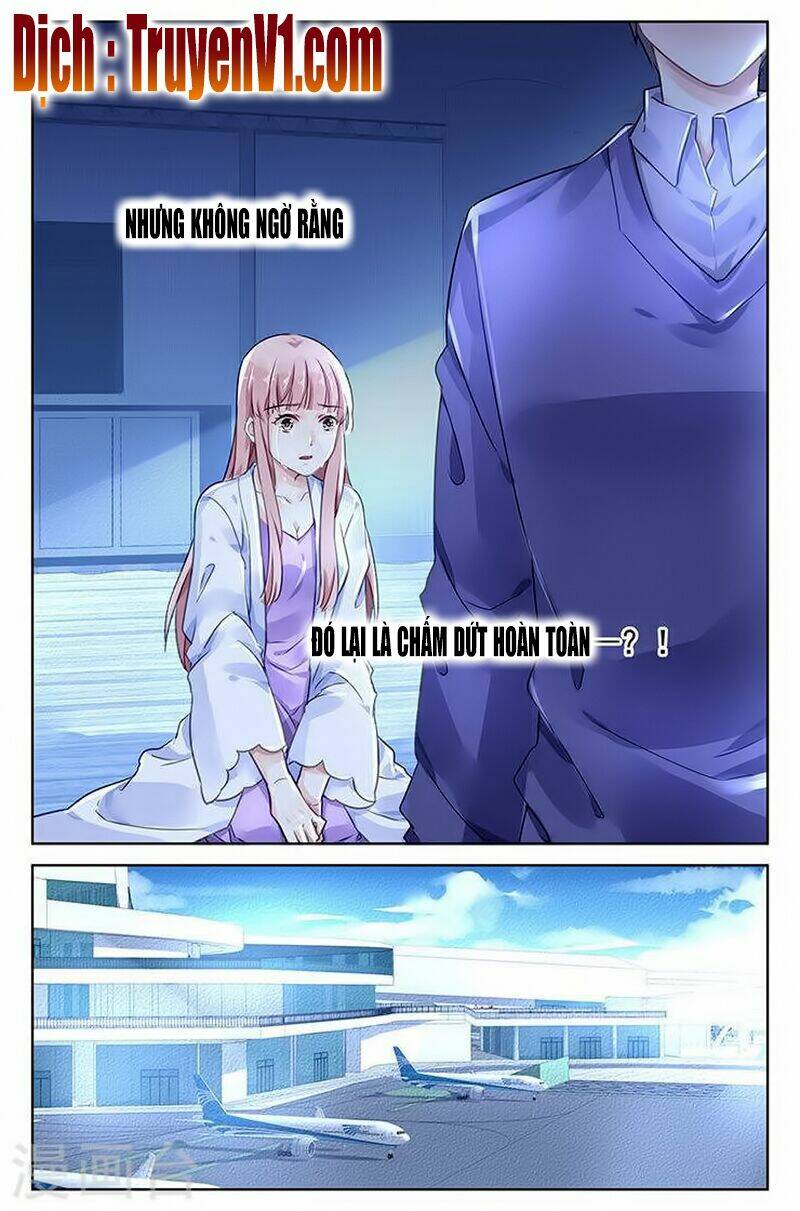 Dịch : TruyenV1.com
NHƯNG KHÔNG NGỜ RẰNG
ĐÓ LẠI LÀ CHẤM DỨT HOÀN TOÀN—? !
漫画台